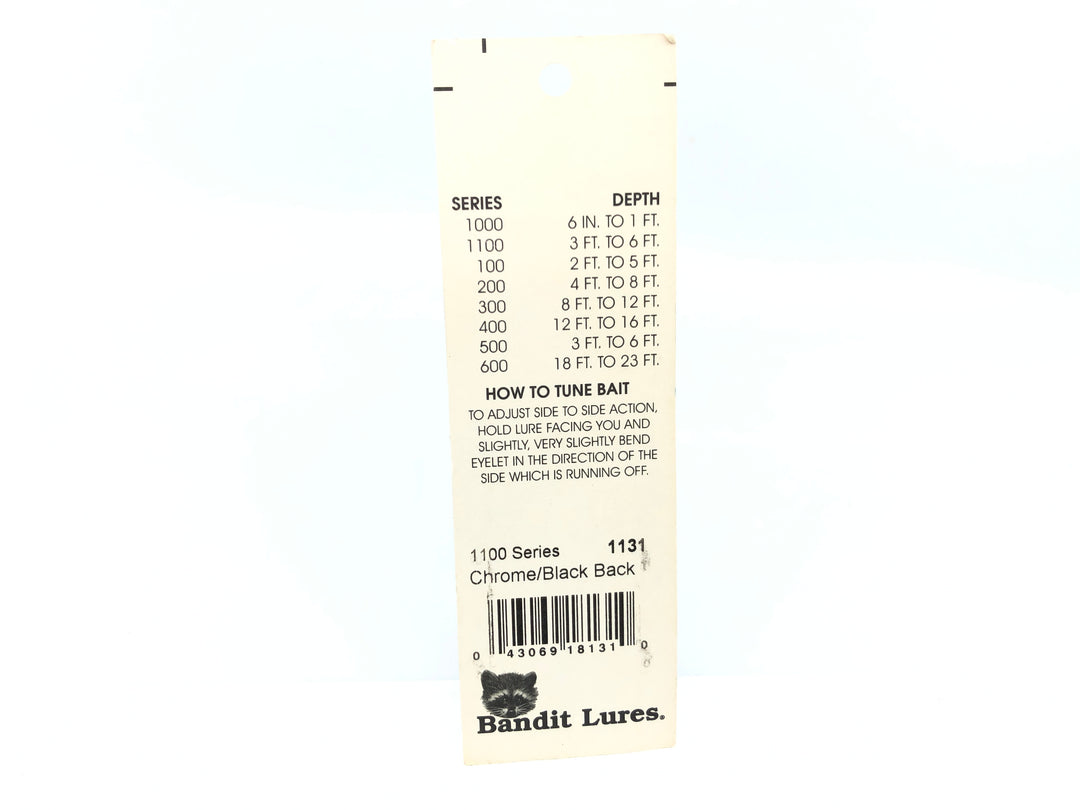 SERIES DEPTH
1000 6 IN. TO 1 FT.
1100 3 FT. TO 6 FT.
100 2 FT. TO 5 FT.
200 4 FT. TO 8 FT.
300 8 FT. TO 12 FT.
400 12 FT. TO 16 FT.
500 3 FT. TO 6 FT.
600 18 FT. TO 23 FT.
HOW TO TUNE BAIT
TO ADJUST SIDE TO SIDE ACTION,
HOLD LURE FACING YOU AND
SLIGHTLY, VERY SLIGHTLY BEND
EYELET IN THE DIRECTION OF THE
SIDE WHICH IS RUNNING OFF.
1100 Series 1131
Chrome/Black Back
0 43069 18131 0
Bandit Lures.